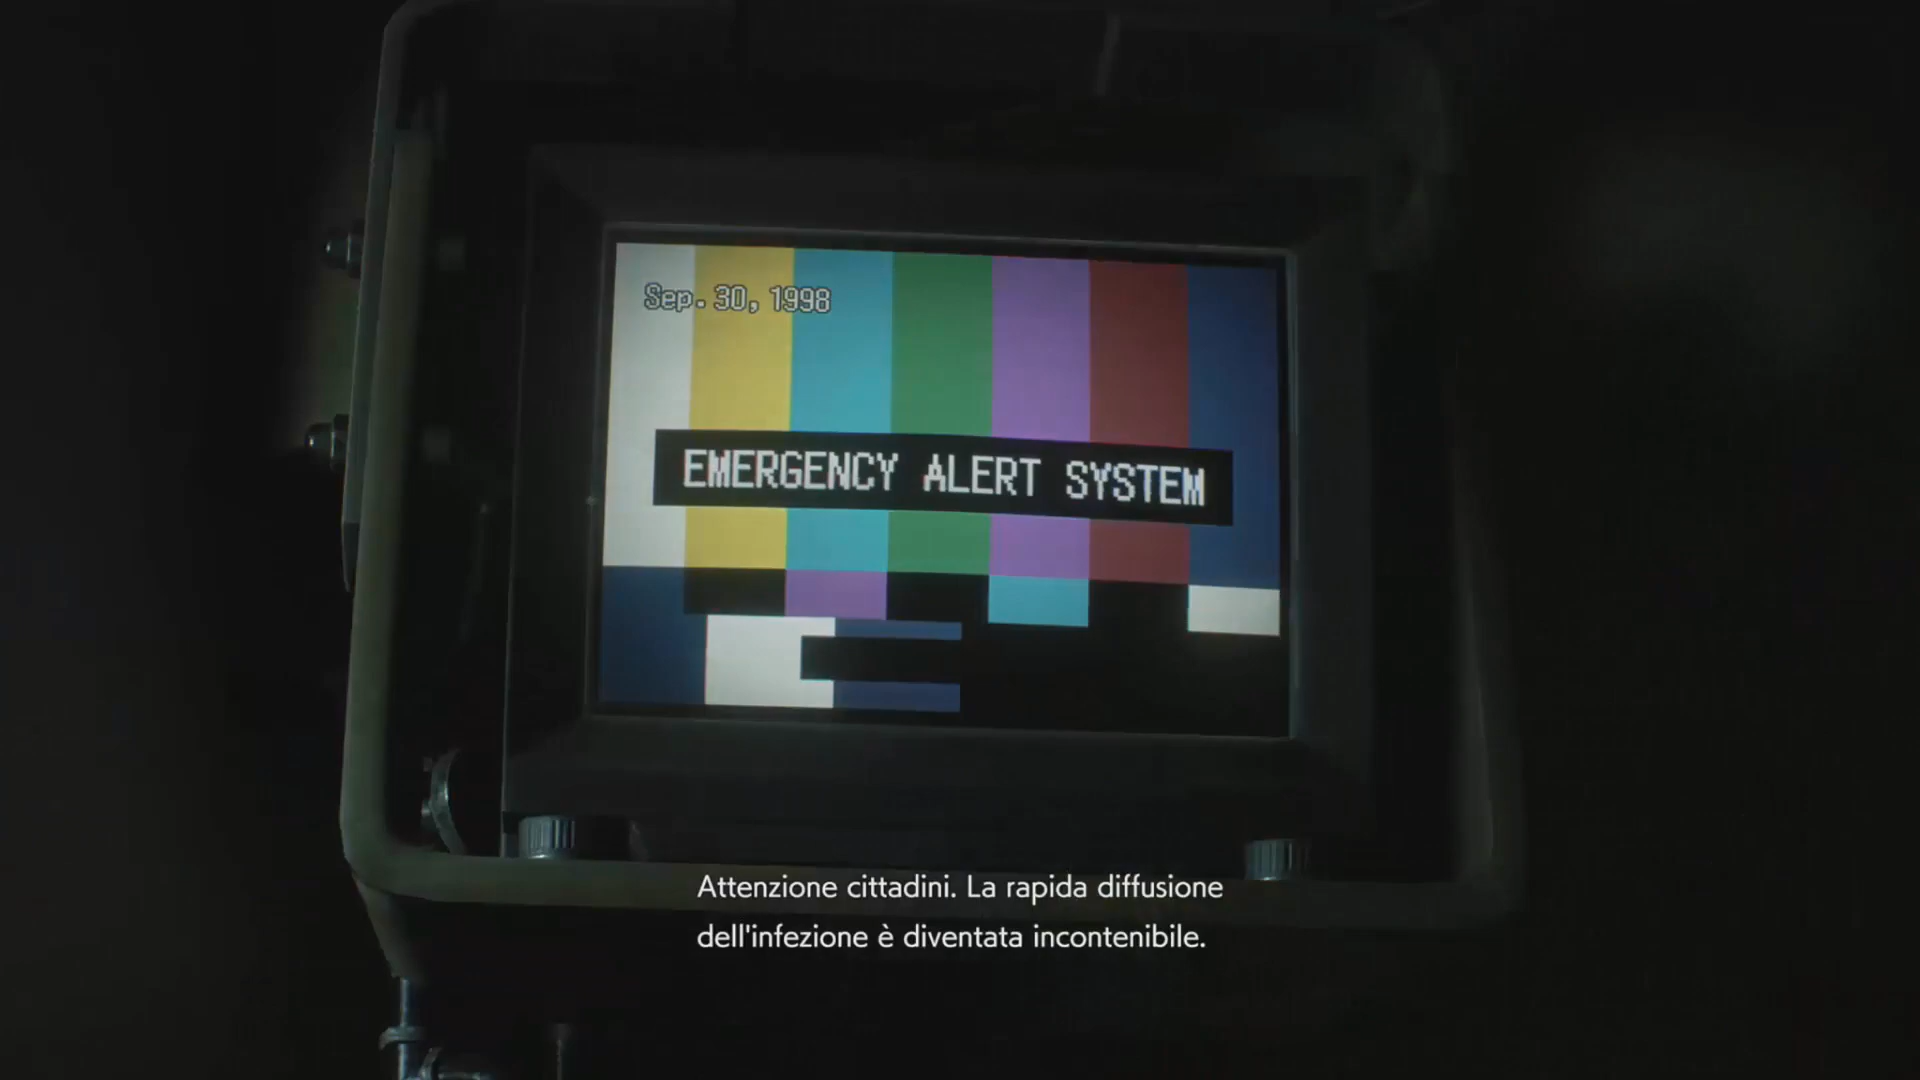 Sep. 30, 1998
EMERGENCY ALERT SYSTEM
Attenzione cittadini. La rapida diffusione
dell'infezione è diventata incontenibile.